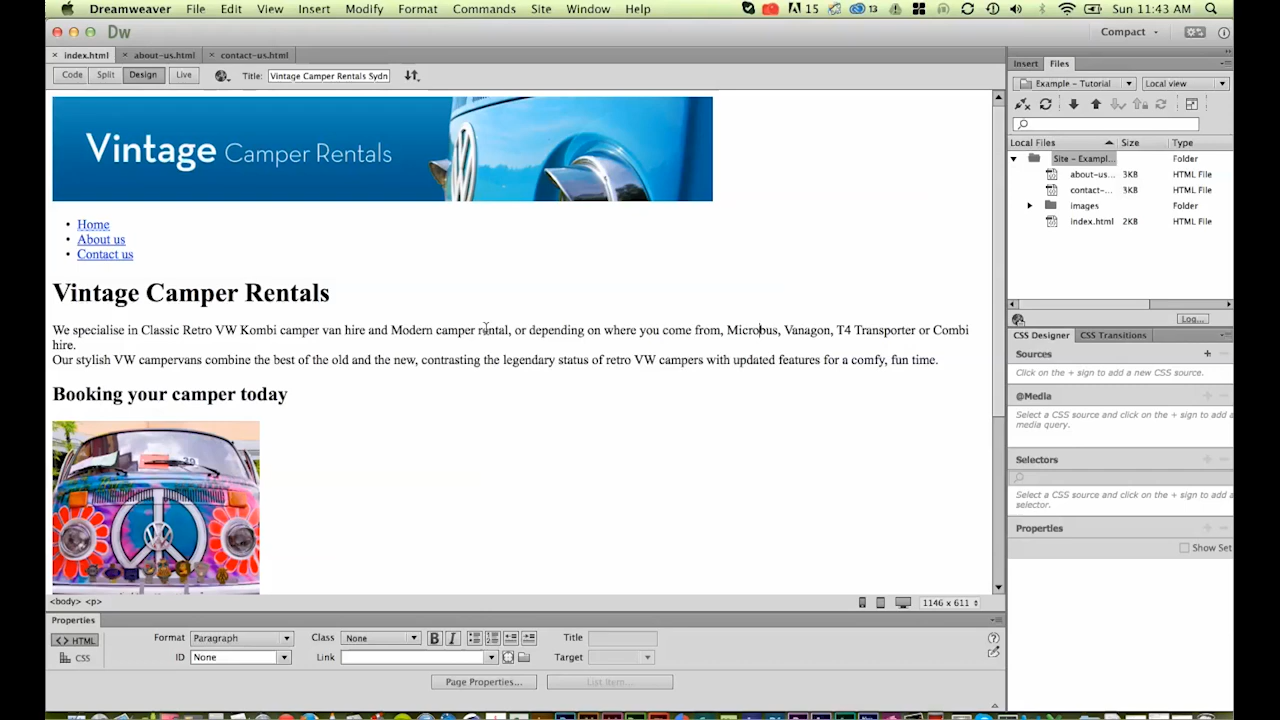 Dreamweaver File Edit View Insert Modify Format Commands Site Window Help 15 13 Sun 11:43 AM
Dw Compact
index.html about-us.html contact-us.html
Code Split Design Live Title: Vintage Camper Rentals Sydn
Vintage Camper Rentals
Home
About us
Contact us
Vintage Camper Rentals
We specialise in Classic Retro VW Kombi camper van hire and Modern camper rental, or depending on where you come from, Microbus, Vanagon, T4 Transporter or Combi
hire.
Our stylish VW campervans combine the best of the old and the new, contrasting the legendary status of retro VW campers with updated features for a comfy, fun time.
Booking your camper today
<body> <p>
1146 x 611
Properties
<> HTML Format Paragraph Class None B I Title
CSS ID None Link Target
Page Properties... List Item...
Insert Files
Example - Tutorial Local view
Local Files Size Type
Site - Exampl... Folder
about-us... 3KB HTML File
contact-... 3KB HTML File
images Folder
index.html 2KB HTML File
Log...
CSS Designer CSS Transitions
Sources
Click on the + sign to add a new CSS source.
@Media
Select a CSS source and click on the + sign to add a
media query.
Selectors
Select a CSS source and click on the + sign to add a
selector.
Properties
Show Set